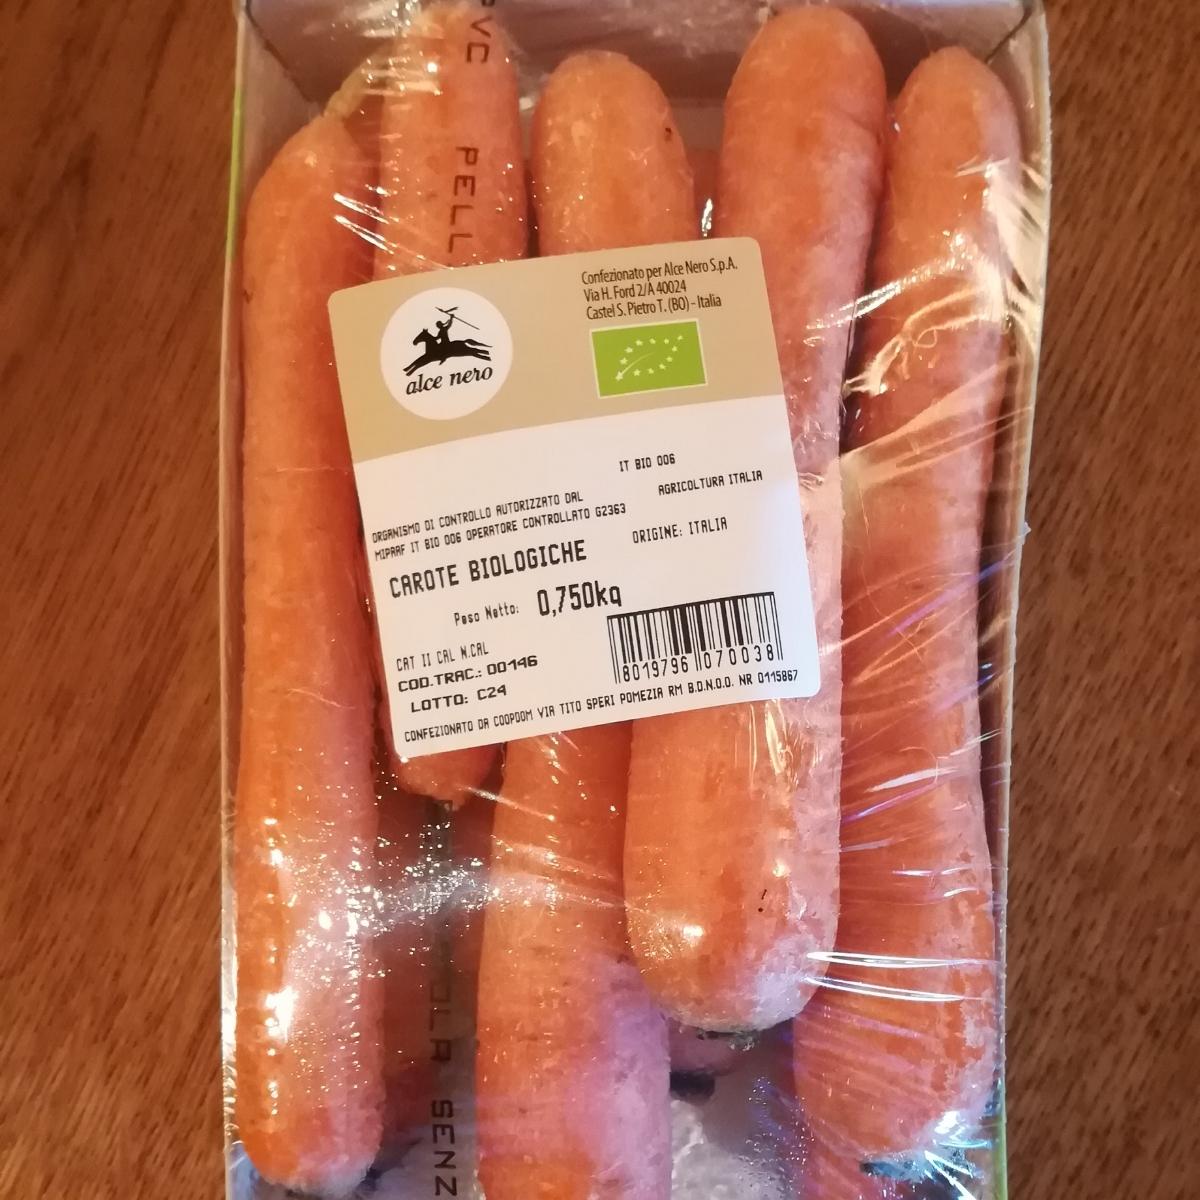 PVC
PELL
Confezionato per Alce Nero S.p.A.
Via H. Ford 2/A 40024
Castel S. Pietro T. (BO) - Italia
alce nero
IT BIO 006
AGRICOLTURA ITALIA
ORGANISMO DI CONTROLLO AUTORIZZATO DAL
MIPAAF IT BIO 006 OPERATORE CONTROLLATO G2363
ORIGINE: ITALIA
CAROTE BIOLOGICHE
Peso Netto: 0,750kg
CAT II CAL N.CAL
COD.TRAC.: 00146
LOTTO: C24
8019796 070038
CONFEZIONATO DA COOPDOM VIA TITO SPERI POMEZIA RM B.D.N.O.O. NR 0115867
OLA SENZ